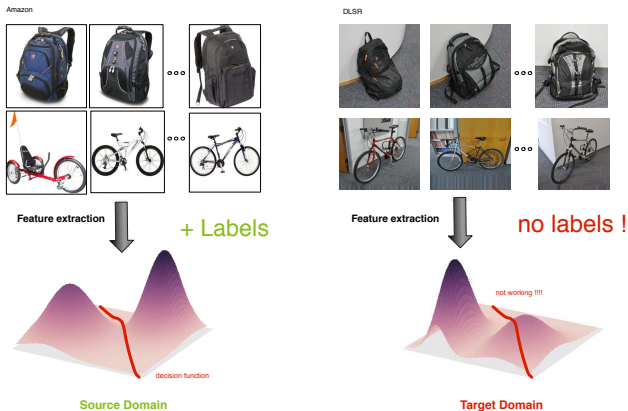 Amazon
DLSR
Feature extraction
+ Labels
Feature extraction
no labels !
not working !!!!
decision function
Source Domain
Target Domain